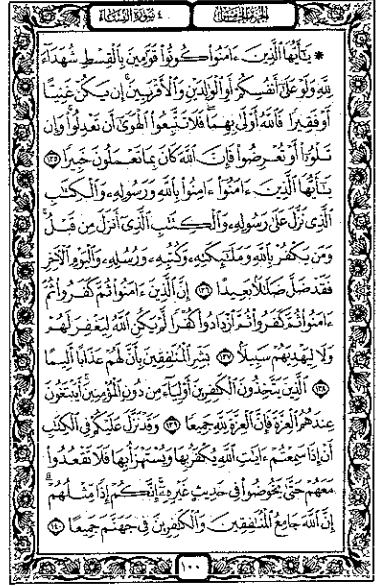 الجزء الخامس
٤ سورة النساء
* يَٰٓأَيُّهَا ٱلَّذِينَ ءَامَنُوا۟ كُونُوا۟ قَوَّٰمِينَ بِٱلْقِسْطِ شُهَدَآءَ
لِلَّهِ وَلَوْ عَلَىٰٓ أَنفُسِكُمْ أَوِ ٱلْوَٰلِدَيْنِ وَٱلْأَقْرَبِينَ ۚ إِن يَكُنْ غَنِيًّا
أَوْ فَقِيرًا فَٱللَّهُ أَوْلَىٰ بِهِمَا ۖ فَلَا تَتَّبِعُوا۟ ٱلْهَوَىٰٓ أَن تَعْدِلُوا۟ ۚ وَإِن
تَلْوُۥٓا۟ أَوْ تُعْرِضُوا۟ فَإِنَّ ٱللَّهَ كَانَ بِمَا تَعْمَلُونَ خَبِيرًا ١٣٥
يَٰٓأَيُّهَا ٱلَّذِينَ ءَامَنُوٓا۟ ءَامِنُوا۟ بِٱللَّهِ وَرَسُولِهِۦ وَٱلْكِتَٰبِ
ٱلَّذِى نَزَّلَ عَلَىٰ رَسُولِهِۦ وَٱلْكِتَٰبِ ٱلَّذِىٓ أَنزَلَ مِن قَبْلُ ۚ
وَمَن يَكْفُرْ بِٱللَّهِ وَمَلَٰٓئِكَتِهِۦ وَكُتُبِهِۦ وَرُسُلِهِۦ وَٱلْيَوْمِ ٱلْءَاخِرِ
فَقَدْ ضَلَّ ضَلَٰلًۢا بَعِيدًا ١٣٦ إِنَّ ٱلَّذِينَ ءَامَنُوا۟ ثُمَّ كَفَرُوا۟ ثُمَّ
ءَامَنُوا۟ ثُمَّ كَفَرُوا۟ ثُمَّ ٱزْدَادُوا۟ كُفْرًا لَّمْ يَكُنِ ٱللَّهُ لِيَغْفِرَ لَهُمْ
وَلَا لِيَهْدِيَهُمْ سَبِيلًۢا ١٣٧ بَشِّرِ ٱلْمُنَٰفِقِينَ بِأَنَّ لَهُمْ عَذَابًا أَلِيمًا
١٣٨ ٱلَّذِينَ يَتَّخِذُونَ ٱلْكَٰفِرِينَ أَوْلِيَآءَ مِن دُونِ ٱلْمُؤْمِنِينَ ۚ أَيَبْتَغُونَ
عِندَهُمُ ٱلْعِزَّةَ فَإِنَّ ٱلْعِزَّةَ لِلَّهِ جَمِيعًا ١٣٩ وَقَدْ نَزَّلَ عَلَيْكُمْ فِى ٱلْكِتَٰبِ
أَنْ إِذَا سَمِعْتُمْ ءَايَٰتِ ٱللَّهِ يُكْفَرُ بِهَا وَيُسْتَهْزَأُ بِهَا فَلَا تَقْعُدُوا۟
مَعَهُمْ حَتَّىٰ يَخُوضُوا۟ فِى حَدِيثٍ غَيْرِهِۦٓ ۚ إِنَّكُمْ إِذًا مِّثْلُهُمْ ۗ
إِنَّ ٱللَّهَ جَامِعُ ٱلْمُنَٰفِقِينَ وَٱلْكَٰفِرِينَ فِى جَهَنَّمَ جَمِيعًا ١٤٠
١٠٠